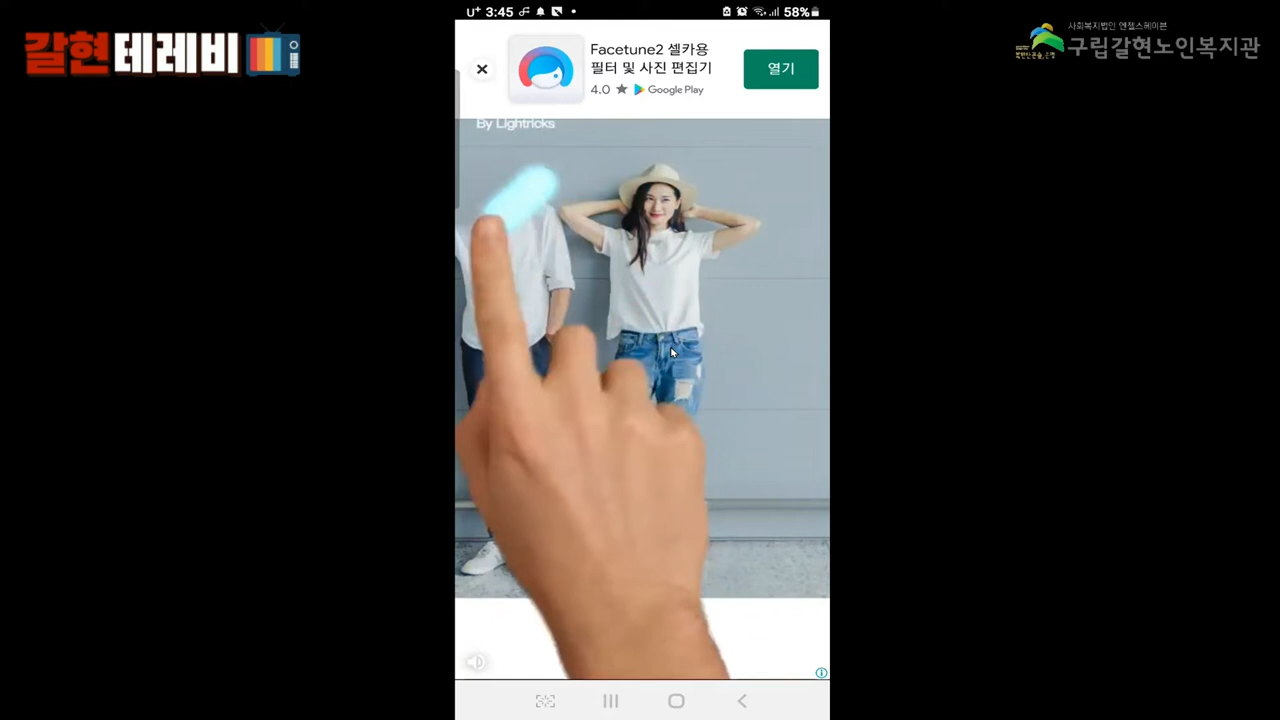 갈현테레비
사회복지법인 엔젤스헤이븐
구립갈현노인복지관
U+ 3:45
58%
Facetune2 셀카용
필터 및 사진 편집기
4.0 ★ Google Play
열기
By Lightricks